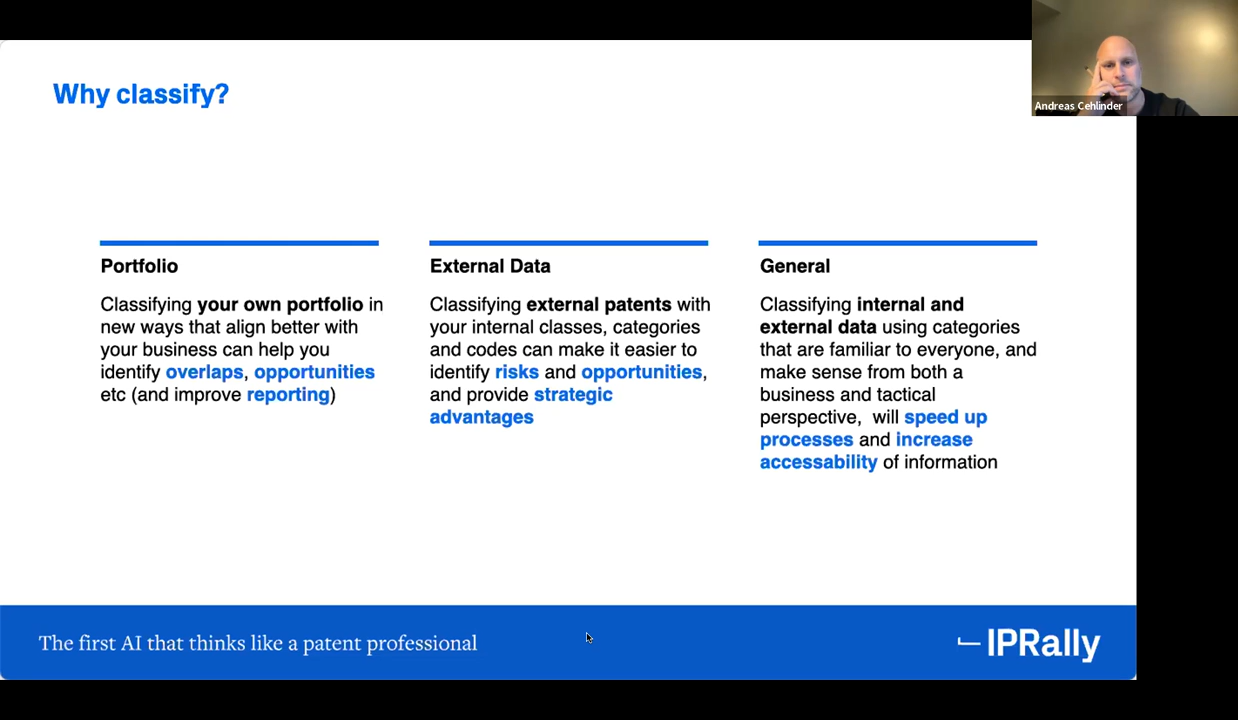 Why classify?
Andreas Cehlinder
Portfolio
Classifying your own portfolio in
new ways that align better with
your business can help you
identify overlaps, opportunities
etc (and improve reporting)
External Data
Classifying external patents with
your internal classes, categories
and codes can make it easier to
identify risks and opportunities,
and provide strategic
advantages
General
Classifying internal and
external data using categories
that are familiar to everyone, and
make sense from both a
business and tactical
perspective,  will speed up
processes and increase
accessability of information
The first AI that thinks like a patent professional
IPRally